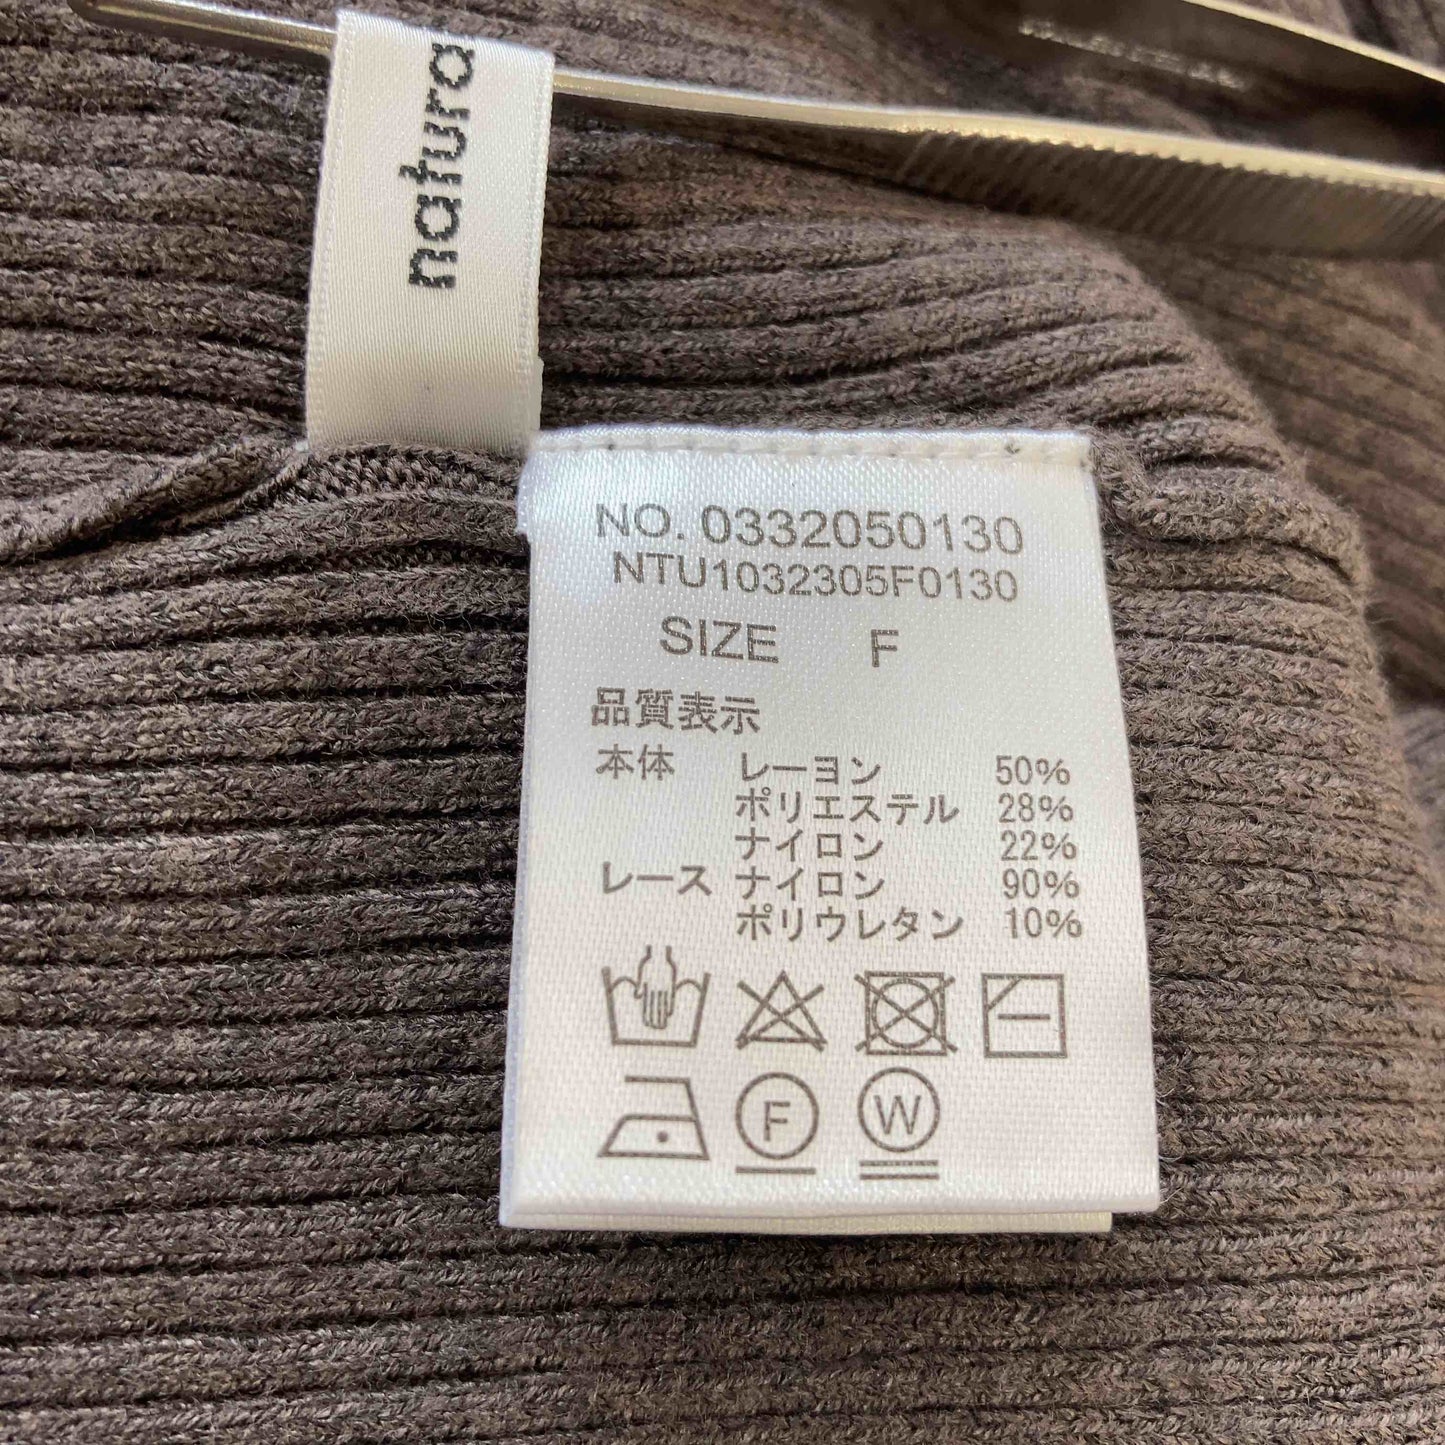 natura
NO. 0332050130
NTU1032305F0130
SIZE F
品質表示
本体 レーヨン 50%
ポリエステル 28%
ナイロン 22%
レース ナイロン 90%
ポリウレタン 10%
F W